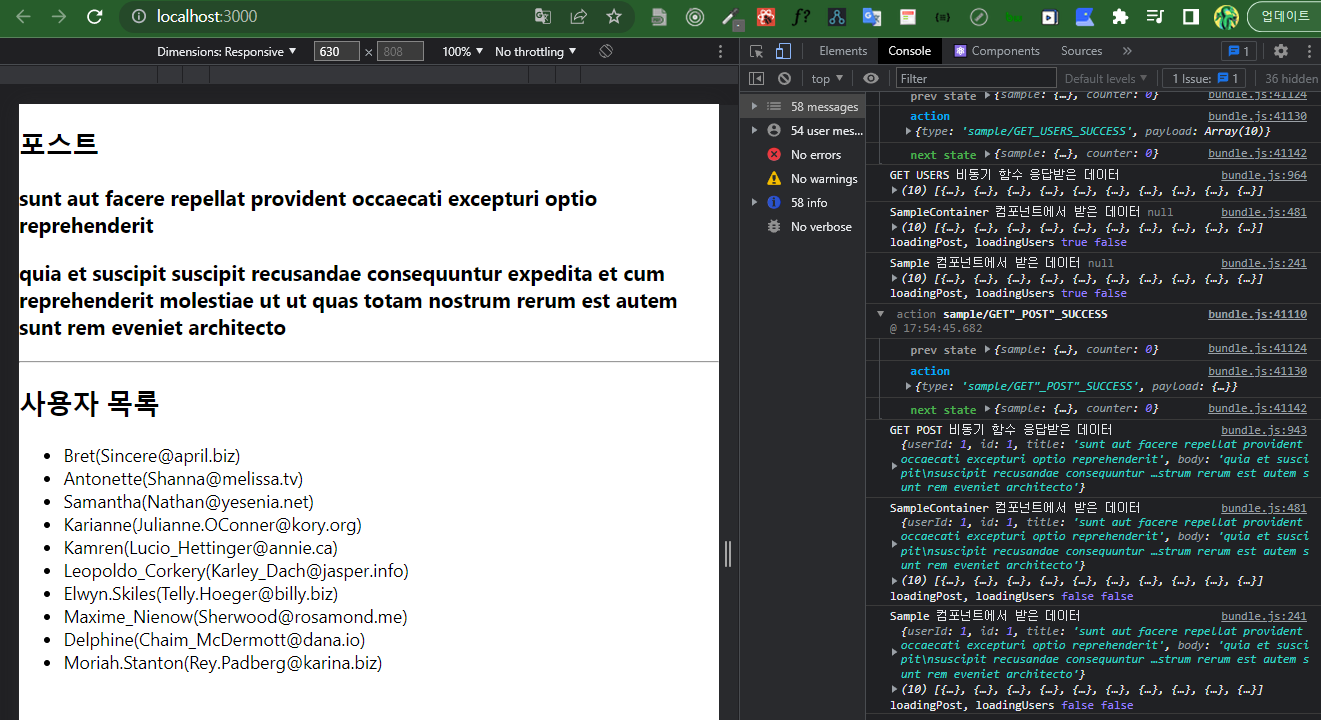 localhost:3000
업데이트
Dimensions: Responsive ▼ 630 × 808 100% ▼ No throttling ▼
Elements Console Components Sources » 1
top ▼ Filter Default levels ▼ 1 Issue: 1 36 hidden
포스트
sunt aut facere repellat provident occaecati excepturi optio
reprehenderit
quia et suscipit suscipit recusandae consequuntur expedita et cum
reprehenderit molestiae ut ut quas totam nostrum rerum est autem
sunt rem eveniet architecto
사용자 목록
• Bret(Sincere@april.biz)
• Antonette(Shanna@melissa.tv)
• Samantha(Nathan@yesenia.net)
• Karianne(Julianne.OConner@kory.org)
• Kamren(Lucio_Hettinger@annie.ca)
• Leopoldo_Corkery(Karley_Dach@jasper.info)
• Elwyn.Skiles(Telly.Hoeger@billy.biz)
• Maxime_Nienow(Sherwood@rosamond.me)
• Delphine(Chaim_McDermott@dana.io)
• Moriah.Stanton(Rey.Padberg@karina.biz)
58 messages
54 user mes...
No errors
No warnings
58 info
No verbose
prev state ▶{sample: {…}, counter: 0} bundle.js:41124
action bundle.js:41130
▶{type: 'sample/GET_USERS_SUCCESS', payload: Array(10)}
next state ▶{sample: {…}, counter: 0} bundle.js:41142
GET USERS 비동기 함수 응답받은 데이터 bundle.js:964
▶(10) [{…}, {…}, {…}, {…}, {…}, {…}, {…}, {…}, {…}, {…}]
SampleContainer 컴포넌트에서 받은 데이터 null bundle.js:481
▶(10) [{…}, {…}, {…}, {…}, {…}, {…}, {…}, {…}, {…}, {…}]
loadingPost, loadingUsers true false
Sample 컴포넌트에서 받은 데이터 null bundle.js:241
▶(10) [{…}, {…}, {…}, {…}, {…}, {…}, {…}, {…}, {…}, {…}]
loadingPost, loadingUsers true false
▼ action sample/GET"_POST"_SUCCESS bundle.js:41110
@ 17:54:45.682
prev state ▶{sample: {…}, counter: 0} bundle.js:41124
action bundle.js:41130
▶{type: 'sample/GET"_POST"_SUCCESS', payload: {…}}
next state ▶{sample: {…}, counter: 0} bundle.js:41142
GET POST 비동기 함수 응답받은 데이터 bundle.js:943
{userId: 1, id: 1, title: 'sunt aut facere repellat provident
occaecati excepturi optio reprehenderit', body: 'quia et susci
pit\nsuscipit recusandae consequuntur …strum rerum est autem s
unt rem eveniet architecto'}
SampleContainer 컴포넌트에서 받은 데이터 bundle.js:481
{userId: 1, id: 1, title: 'sunt aut facere repellat provident
occaecati excepturi optio reprehenderit', body: 'quia et susci
pit\nsuscipit recusandae consequuntur …strum rerum est autem s
unt rem eveniet architecto'}
▶(10) [{…}, {…}, {…}, {…}, {…}, {…}, {…}, {…}, {…}, {…}]
loadingPost, loadingUsers false false
Sample 컴포넌트에서 받은 데이터 bundle.js:241
{userId: 1, id: 1, title: 'sunt aut facere repellat provident
occaecati excepturi optio reprehenderit', body: 'quia et susci
pit\nsuscipit recusandae consequuntur …strum rerum est autem s
unt rem eveniet architecto'}
▶(10) [{…}, {…}, {…}, {…}, {…}, {…}, {…}, {…}, {…}, {…}]
loadingPost, loadingUsers false false